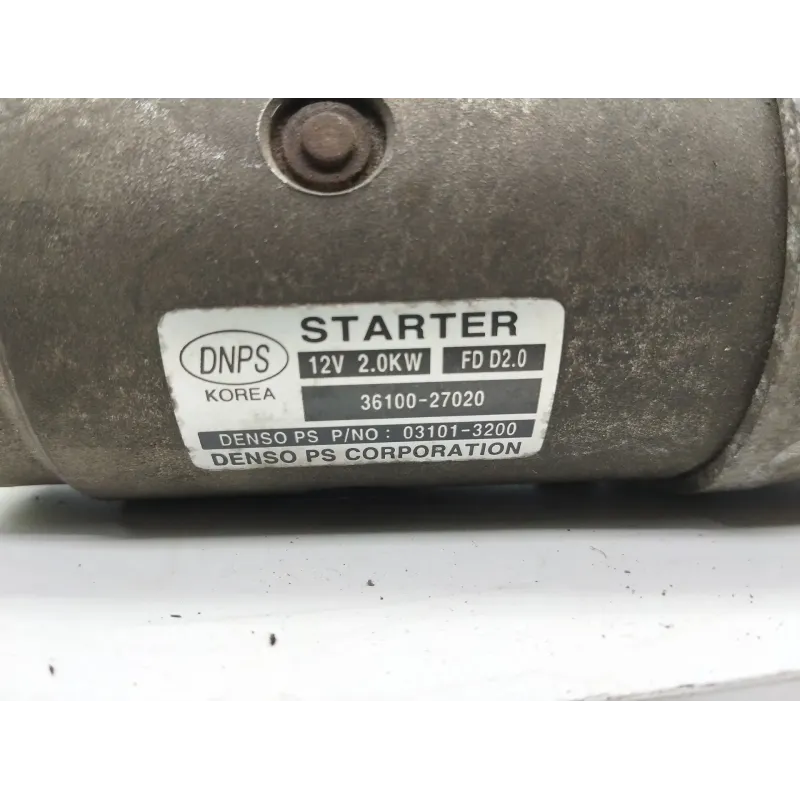 STARTER
DNPS
KOREA
12V 2.0KW FD D2.0
36100-27020
DENSO PS P/NO: 03101-3200
DENSO PS CORPORATION